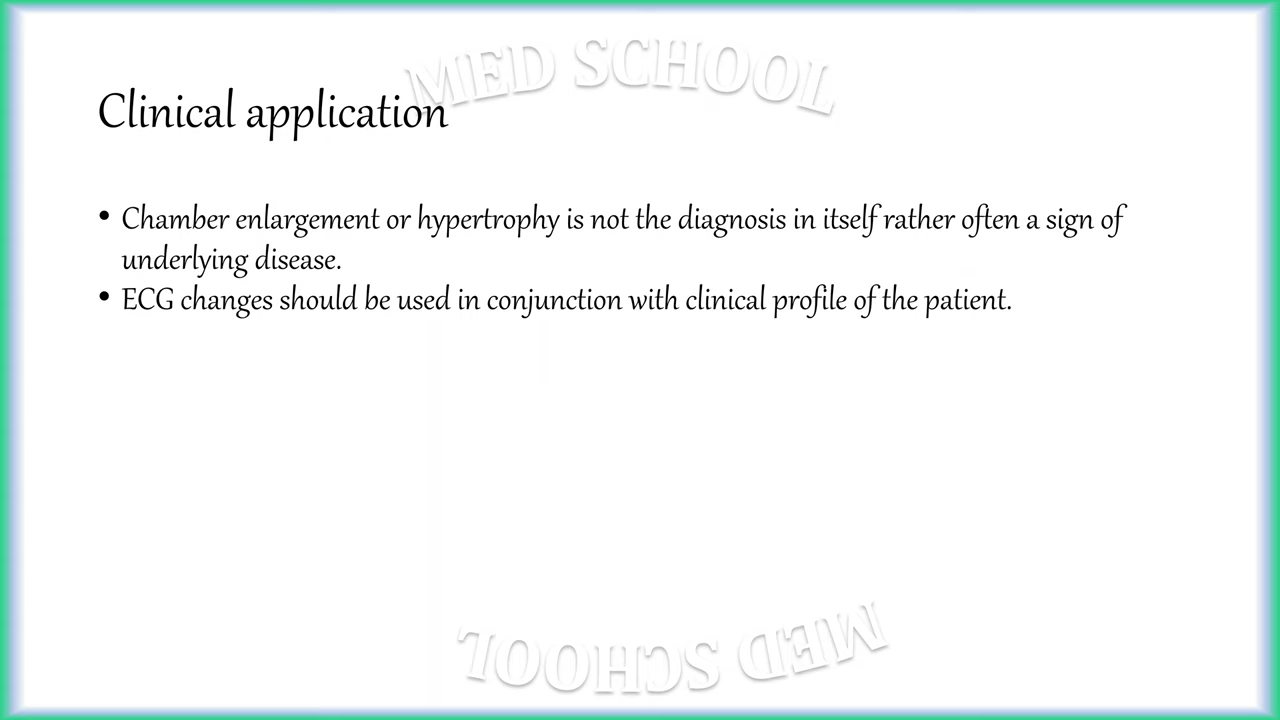 MED SCHOOL
Clinical application
• Chamber enlargement or hypertrophy is not the diagnosis in itself rather often a sign of
underlying disease.
• ECG changes should be used in conjunction with clinical profile of the patient.
MED SCHOOL